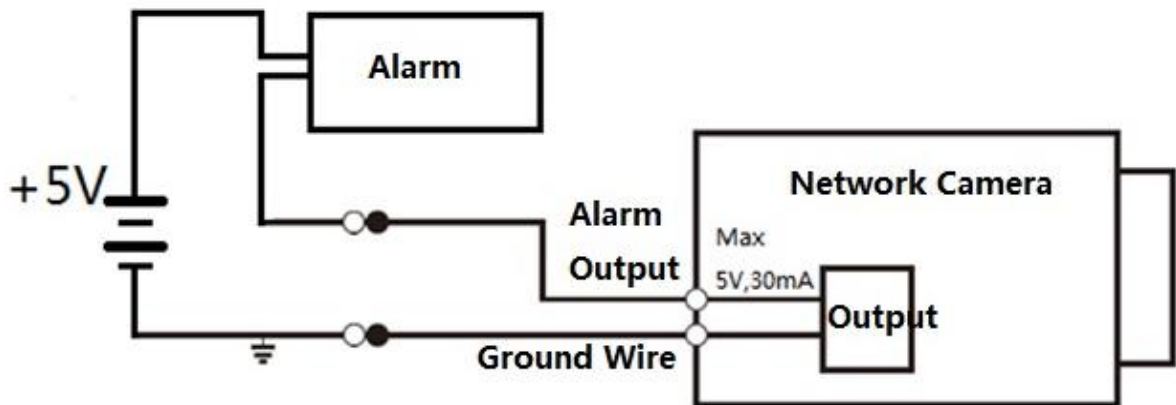 Alarm
+5V
Network Camera
Alarm
Output
Max
5V,30mA
Output
Ground Wire